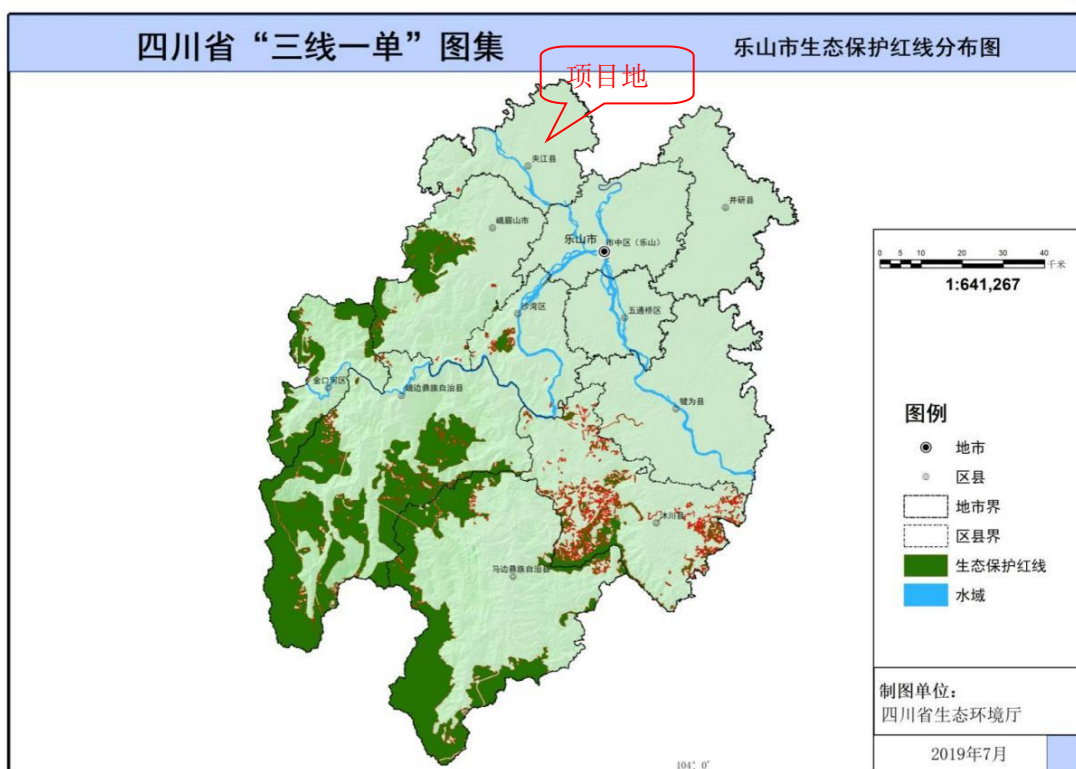 四川省“三线一单”图集
乐山市生态保护红线分布图
项目地
夹江县
井研县
峨眉山市
乐山市
市中区（乐山）
沙湾区
五通桥区
金口河区
峨边彝族自治县
犍为县
沐川县
马边彝族自治县
0 5 10 20 30 40
千米
1:641,267
图例
地市
区县
地市界
区县界
生态保护红线
水域
制图单位：
四川省生态环境厅
2019年7月
104° 0′